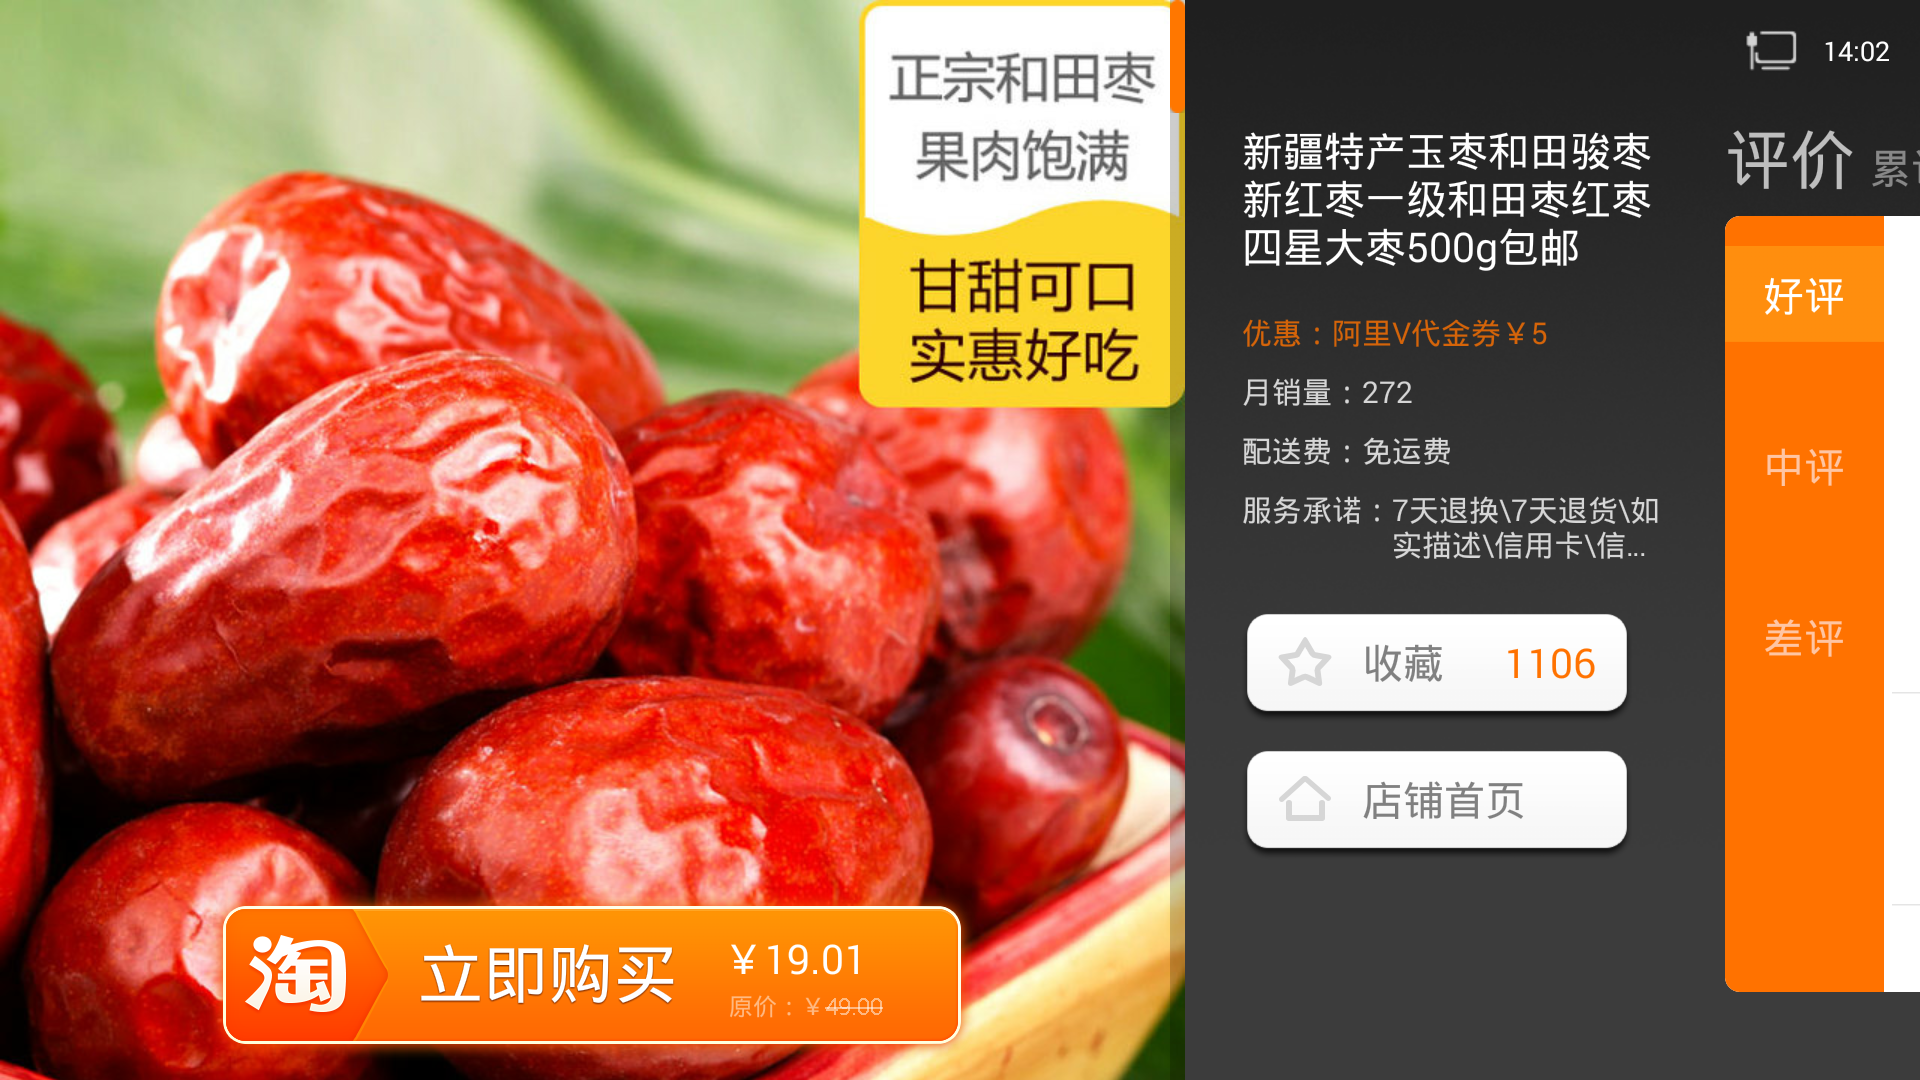 正宗和田枣
果肉饱满
甘甜可口
实惠好吃
淘
立即购买
￥19.01
原价：￥49.00
14:02
新疆特产玉枣和田骏枣
新红枣一级和田枣红枣
四星大枣500g包邮
优惠：阿里V代金券￥5
月销量：272
配送费：免运费
服务承诺：7天退换\7天退货\如
实描述\信用卡\信...
收藏 1106
店铺首页
评价 累
好评
中评
差评